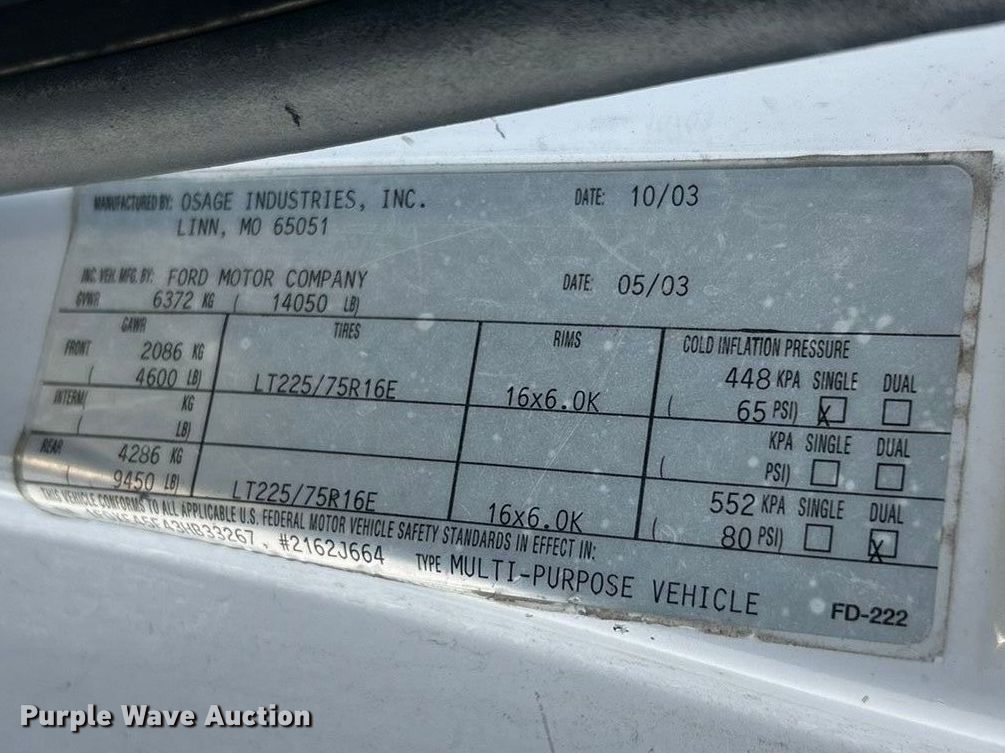 MANUFACTURED BY: OSAGE INDUSTRIES, INC. DATE: 10/03
LINN, MO 65051
INC. VEH. MFG. BY: FORD MOTOR COMPANY DATE: 05/03
GVWR 6372 KG ( 14050 LB)
GAWR TIRES RIMS COLD INFLATION PRESSURE
FRONT 2086 KG 448 KPA SINGLE DUAL
( 4600 LB) LT225/75R16E 16x6.0K ( 65 PSI) X
INTERM( KG KPA SINGLE DUAL
LB) ( PSI)
REAR 4286 KG 552 KPA SINGLE DUAL
( 9450 LB) LT225/75R16E 16x6.0K ( 80 PSI) X
THIS VEHICLE CONFORMS TO ALL APPLICABLE U.S. FEDERAL MOTOR VEHICLE SAFETY STANDARDS IN EFFECT IN:
#2162J664 TYPE MULTI-PURPOSE VEHICLE
FD-222
Purple Wave Auction